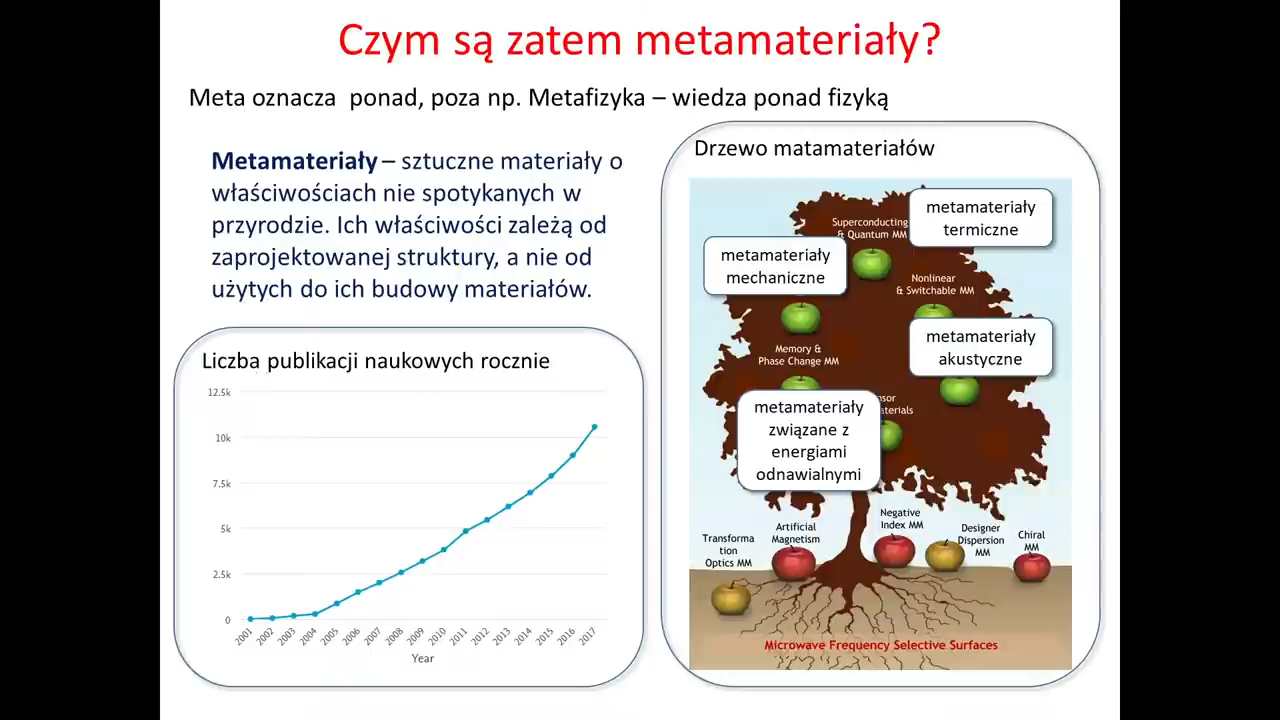 Czym są zatem metamateriały?
Meta oznacza ponad, poza np. Metafizyka – wiedza ponad fizyką
Metamateriały – sztuczne materiały o
właściwościach nie spotykanych w
przyrodzie. Ich właściwości zależą od
zaprojektowanej struktury, a nie od
użytych do ich budowy materiałów.
Liczba publikacji naukowych rocznie
12.5k
10k
7.5k
5k
2.5k
0
2001
2002
2003
2004
2005
2006
2007
2008
2009
2010
2011
2012
2013
2014
2015
2016
2017
Year
Drzewo matamateriałów
Superconducting
& Quantum MM
metamateriały
termiczne
metamateriały
mechaniczne
Nonlinear
& Switchable MM
metamateriały
akustyczne
Memory &
Phase Change MM
metamateriały
związane z
energiami
odnawialnymi
Transforma
tion
Optics MM
Artificial
Magnetism
Negative
Index MM
Designer
Dispersion
MM
Chiral
MM
Microwave Frequency Selective Surfaces